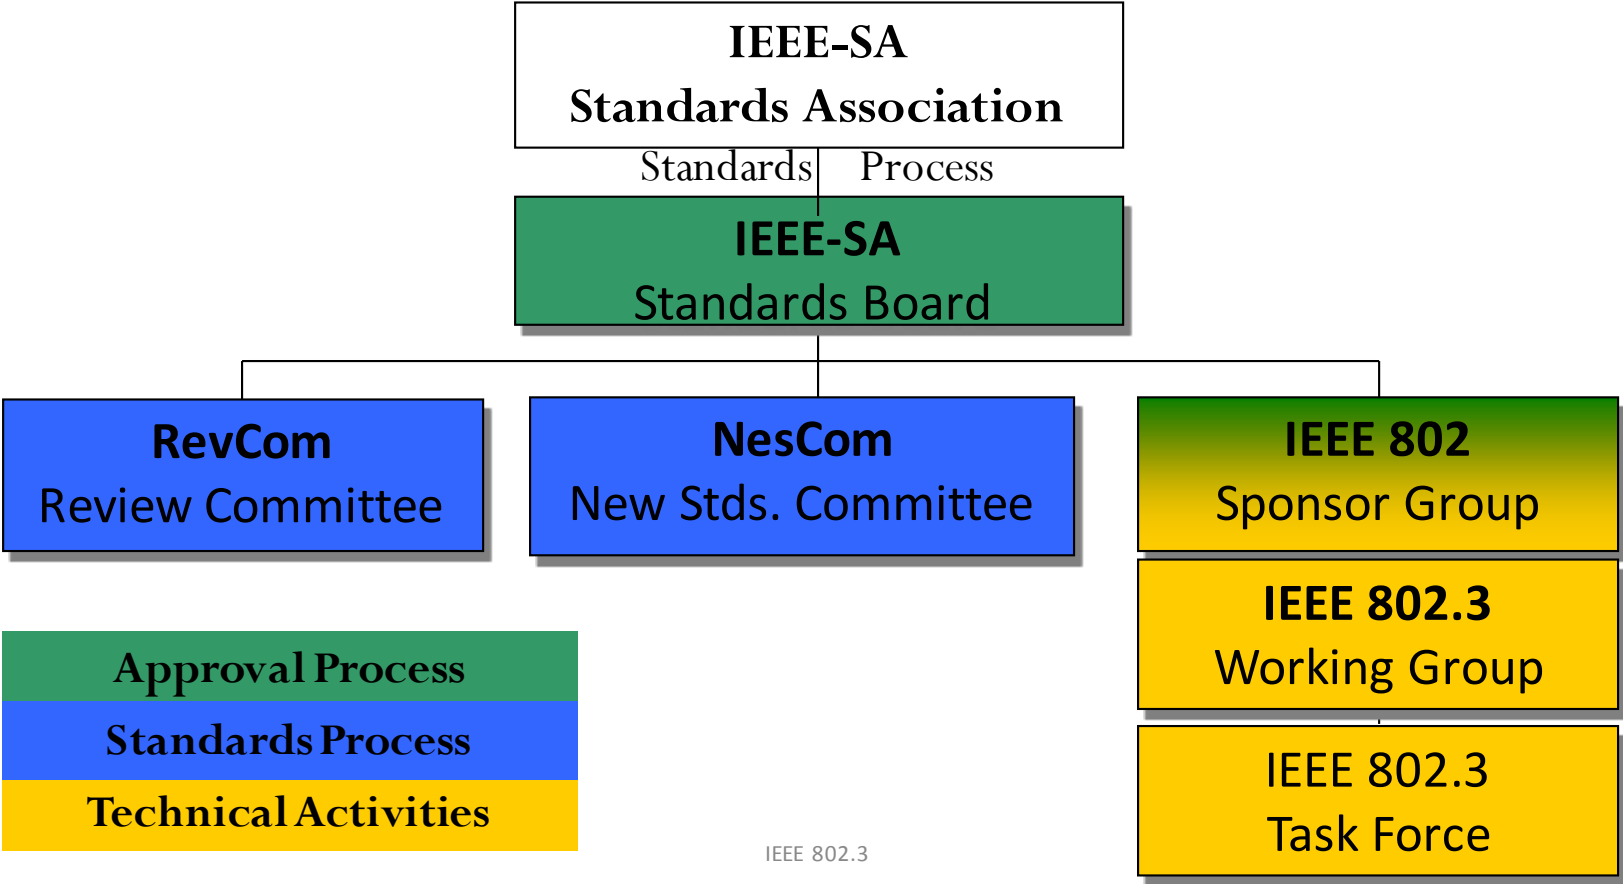 IEEE-SA
Standards Association
Standards Process
IEEE-SA
Standards Board
RevCom
Review Committee
NesCom
New Stds. Committee
IEEE 802
Sponsor Group
IEEE 802.3
Working Group
IEEE 802.3
Task Force
Approval Process
Standards Process
Technical Activities
IEEE 802.3